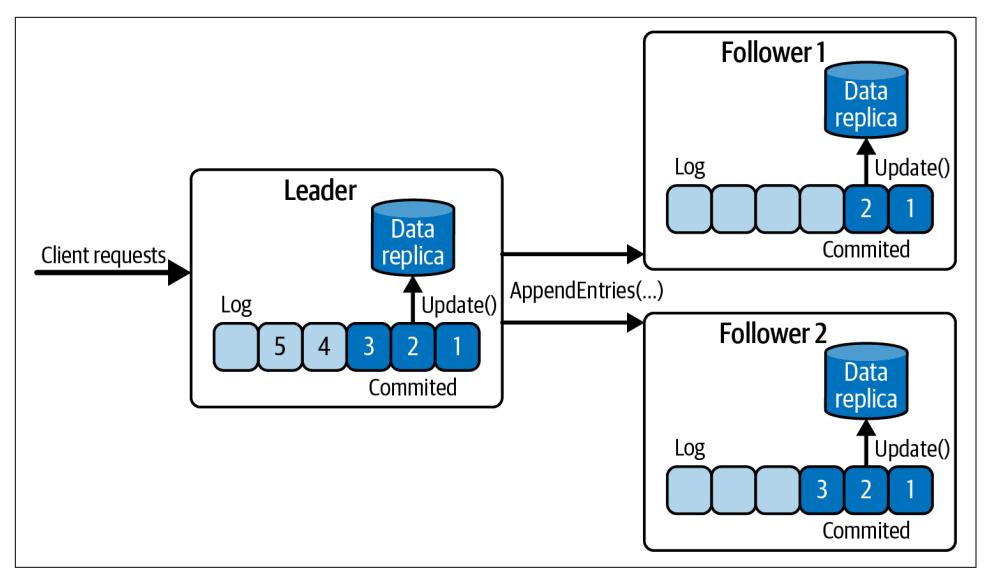 Client requests
Leader
Data
replica
Log
Update()
5 4 3 2 1
Commited
AppendEntries(...)
Follower 1
Data
replica
Log
Update()
2 1
Commited
Follower 2
Data
replica
Log
Update()
3 2 1
Commited